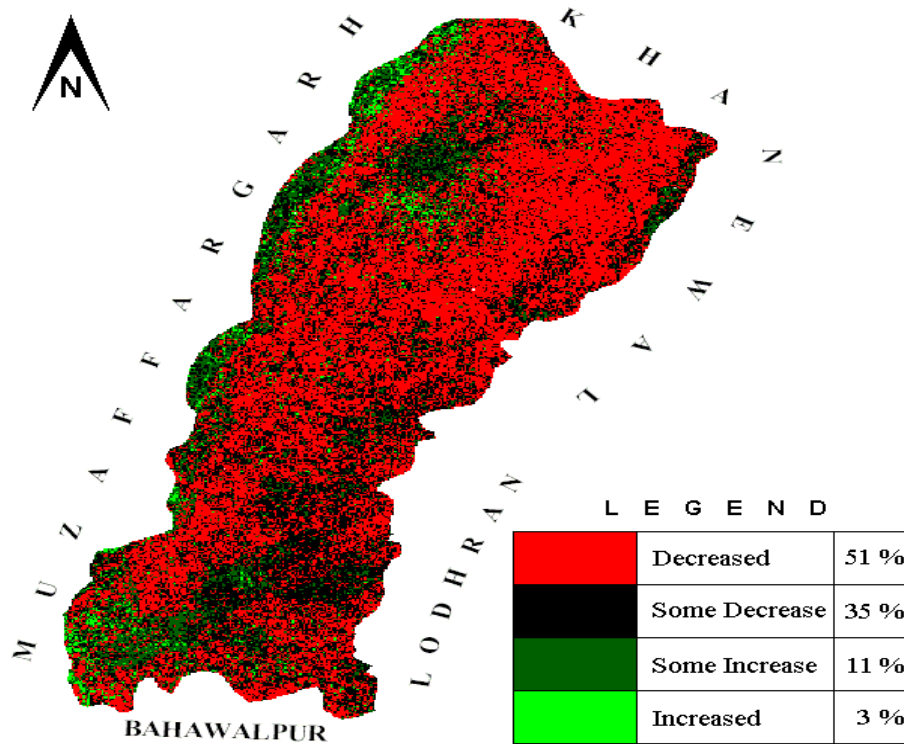 N
MUZAFFARGARH
KHANEWAL
LODHRAN
BAHAWALPUR
LEGEND
Decreased 51 %
Some Decrease 35 %
Some Increase 11 %
Increased 3 %